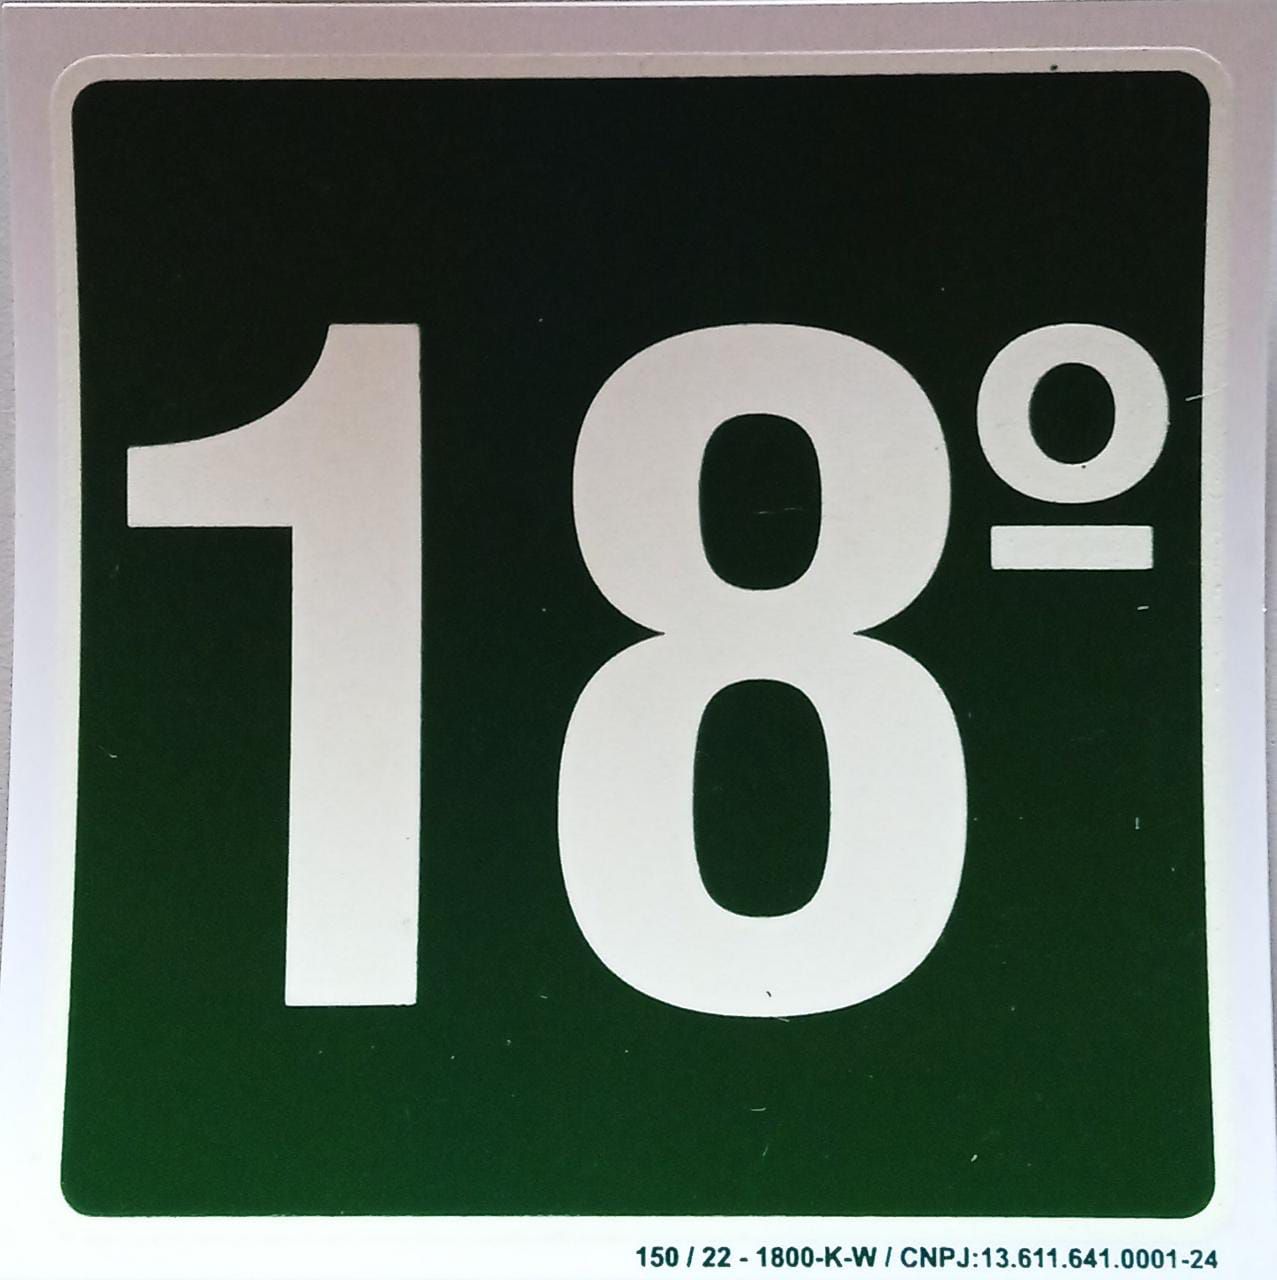 18º
150 / 22 - 1800-K-W / CNPJ:13.611.641.0001-24